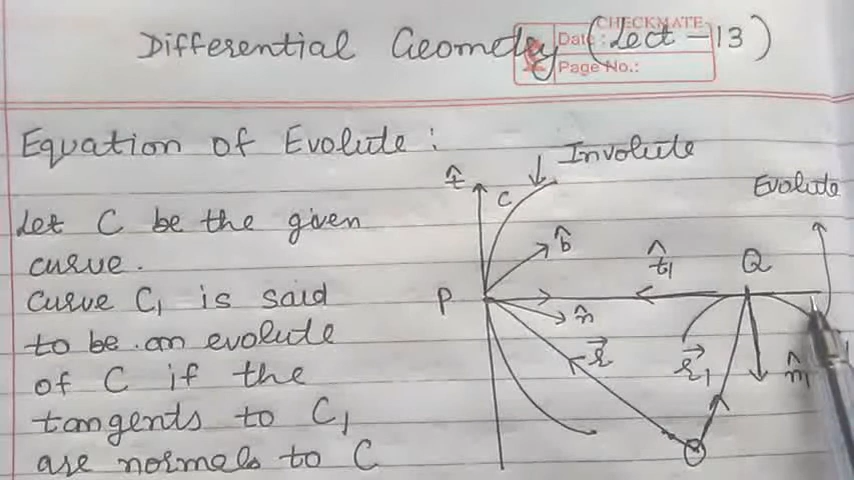 Differential Geometry (Lect-13)
CHECKMATE
Date:
Page No.:
Equation of Evolute:
Let C be the given
curve.
curve C₁ is said
to be an evolute
of C if the
tangents to C₁
are normals to C
Involute
Evolute
t̂
C
b̂
t̂₁
Q
P
n̂
r⃗
r⃗₁
n̂₁
O